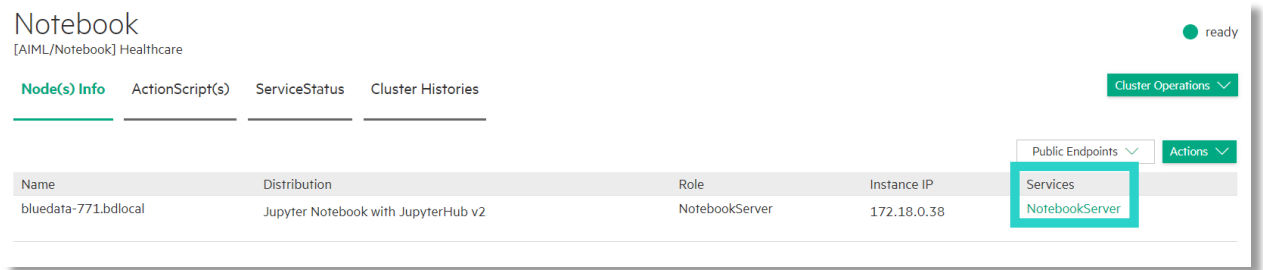 Notebook
[AIML/Notebook] Healthcare
ready
Node(s) Info ActionScript(s) ServiceStatus Cluster Histories
Cluster Operations
Public Endpoints Actions
Name Distribution Role Instance IP Services
bluedata-771.bdlocal Jupyter Notebook with JupyterHub v2 NotebookServer 172.18.0.38 NotebookServer